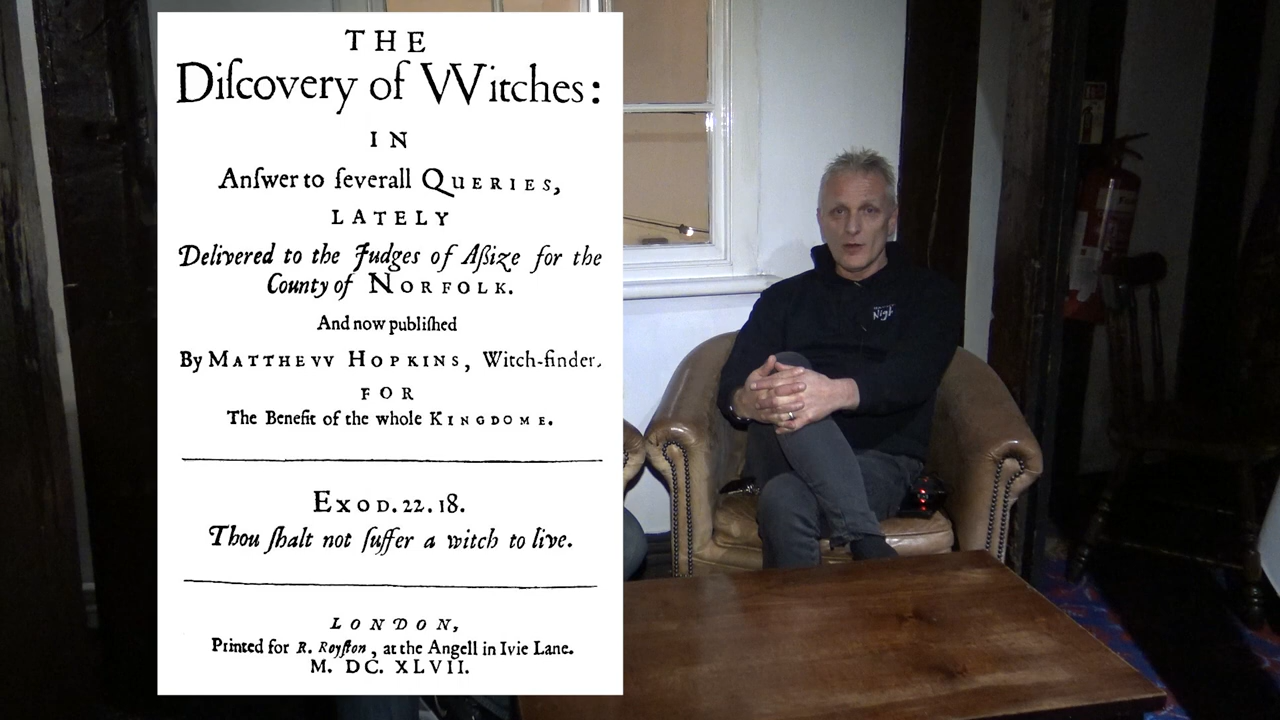 THE
Diſcovery of VVitches:
IN
Anſwer to ſeverall QUERIES,
LATELY
Delivered to the Judges of Aſsize for the
County of NORFOLK.
And now publiſhed
By MATTHEVV HOPKINS, Witch-finder.
FOR
The Benefit of the whole KINGDOME.
EXOD. 22. 18.
Thou ſhalt not ſuffer a witch to live.
LONDON,
Printed for R. Royſton, at the Angell in Ivie Lane.
M. DC. XLVII.